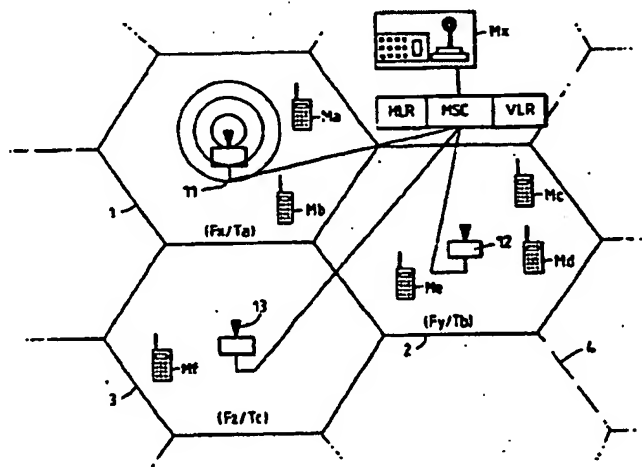 Mx
HLR MSC VLR
Ma
11
Mb
1
(Fx/Ta)
Mc
12
Md
Me
13
(Fy/Tb)
2
4
Mf
3
(Fz/Tc)